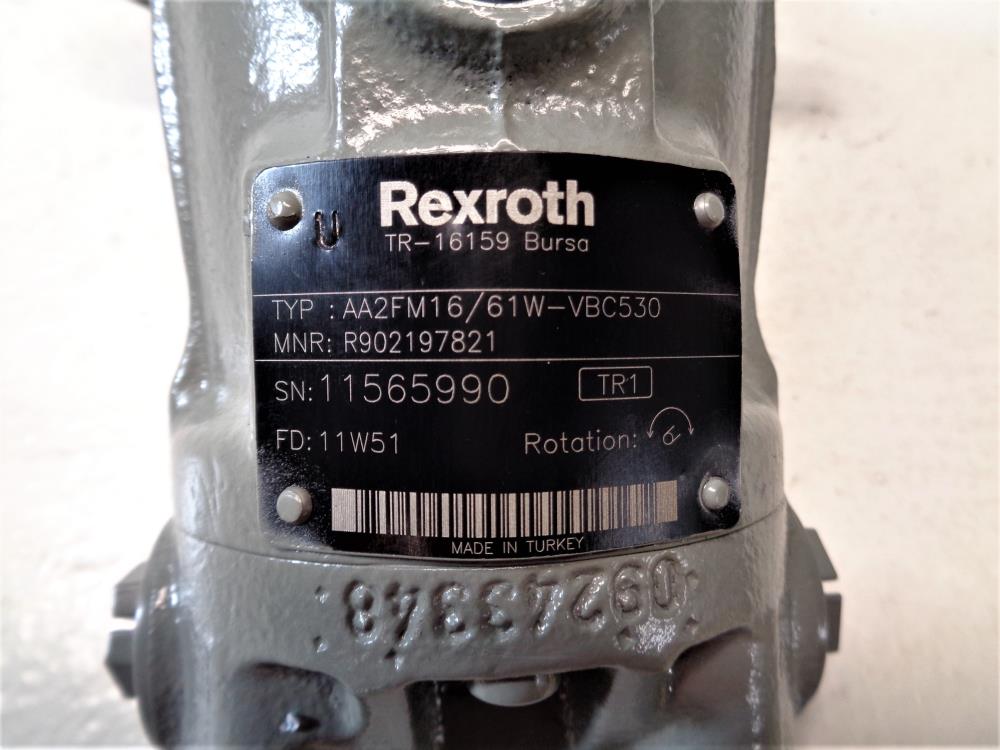 Rexroth
U
TR-16159 Bursa
TYP : AA2FM16/61W-VBC530
MNR: R902197821
SN: 11565990 TR1
FD: 11W51 Rotation:
MADE IN TURKEY